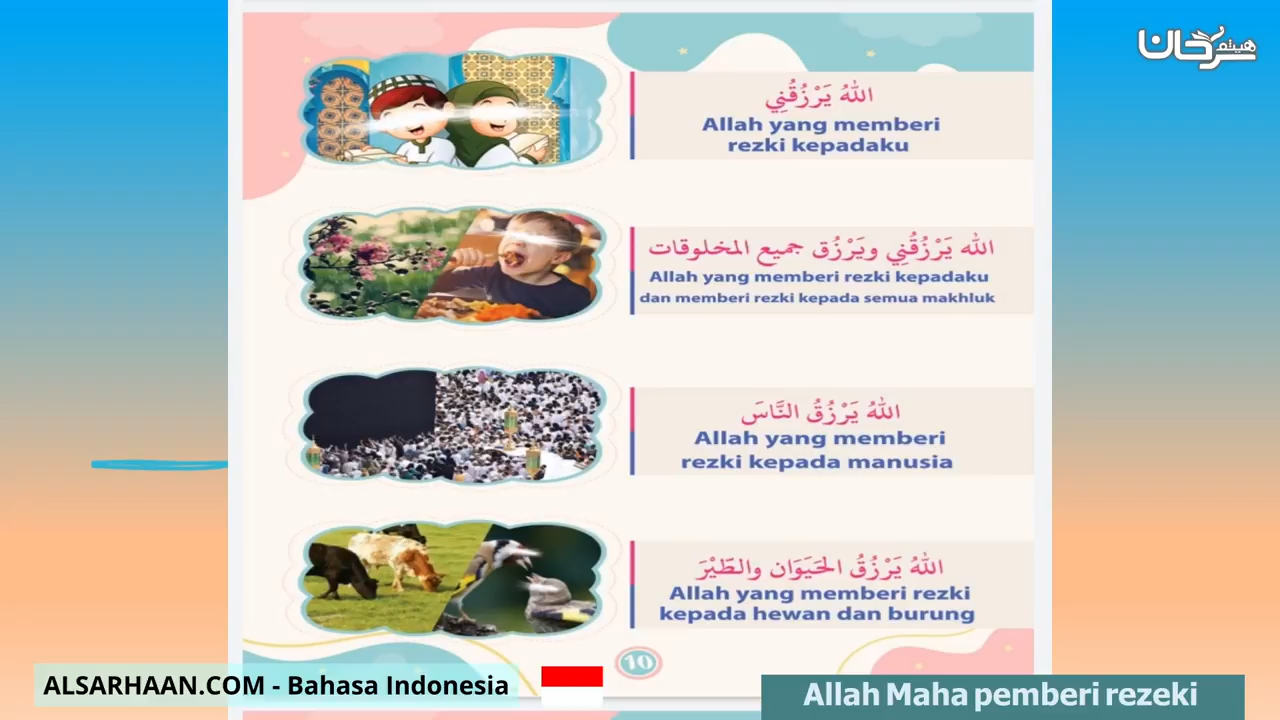 هيثم
سرحان
اللهُ يَرْزُقُنِي
Allah yang memberi
rezki kepadaku
الله يَرْزُقُنِي ويَرْزُق جميع المخلوقات
Allah yang memberi rezki kepadaku
dan memberi rezki kepada semua makhluk
اللهُ يَرْزُقُ النَّاسَ
Allah yang memberi
rezki kepada manusia
اللهُ يَرْزُقُ الحَيَوَان والطَّيْرَ
Allah yang memberi rezki
kepada hewan dan burung
10
ALSARHAAN.COM - Bahasa Indonesia
Allah Maha pemberi rezeki